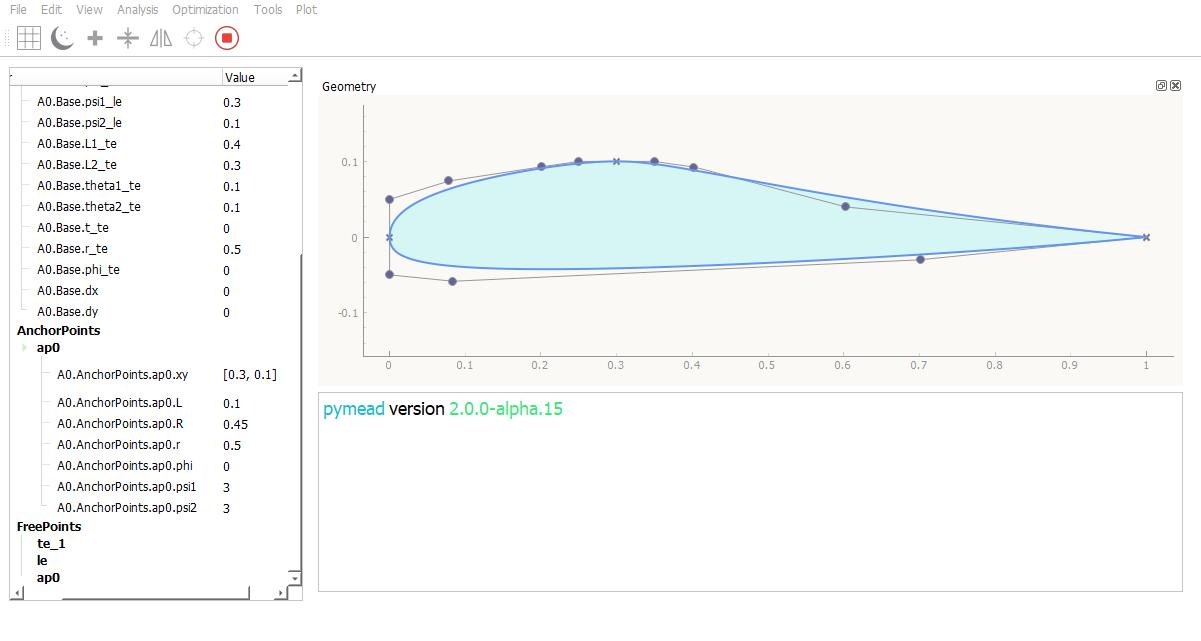 File Edit View Analysis Optimization Tools Plot
Value
A0.Base.psi1_le 0.3
A0.Base.psi2_le 0.1
A0.Base.L1_te 0.4
A0.Base.L2_te 0.3
A0.Base.theta1_te 0.1
A0.Base.theta2_te 0.1
A0.Base.t_te 0
A0.Base.r_te 0.5
A0.Base.phi_te 0
A0.Base.dx 0
A0.Base.dy 0
AnchorPoints
ap0
A0.AnchorPoints.ap0.xy [0.3, 0.1]
A0.AnchorPoints.ap0.L 0.1
A0.AnchorPoints.ap0.R 0.45
A0.AnchorPoints.ap0.r 0.5
A0.AnchorPoints.ap0.phi 0
A0.AnchorPoints.ap0.psi1 3
A0.AnchorPoints.ap0.psi2 3
FreePoints
te_1
le
ap0
Geometry
0.1
0
-0.1
0 0.1 0.2 0.3 0.4 0.5 0.6 0.7 0.8 0.9 1
pymead version 2.0.0-alpha.15